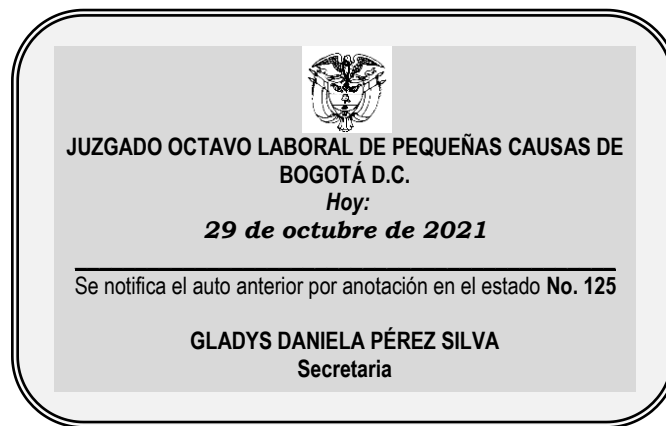 JUZGADO OCTAVO LABORAL DE PEQUEÑAS CAUSAS DE
BOGOTÁ D.C.
Hoy:
29 de octubre de 2021
Se notifica el auto anterior por anotación en el estado No. 125
GLADYS DANIELA PÉREZ SILVA
Secretaria